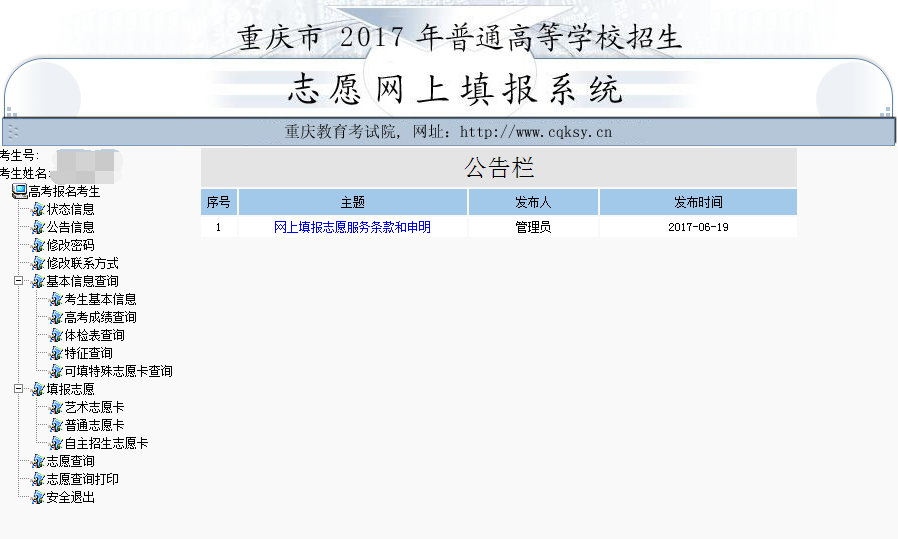 重庆市 2017 年普通高等学校招生
志愿网上填报系统
重庆教育考试院, 网址: http://www.cqksy.cn
考生号:
考生姓名:
高考报名考生
状态信息
公告信息
修改密码
修改联系方式
基本信息查询
考生基本信息
高考成绩查询
体检表查询
特征查询
可填特殊志愿卡查询
填报志愿
艺术志愿卡
普通志愿卡
自主招生志愿卡
志愿查询
志愿查询打印
安全退出
公告栏
序号 主题 发布人 发布时间
1 网上填报志愿服务条款和申明 管理员 2017-06-19